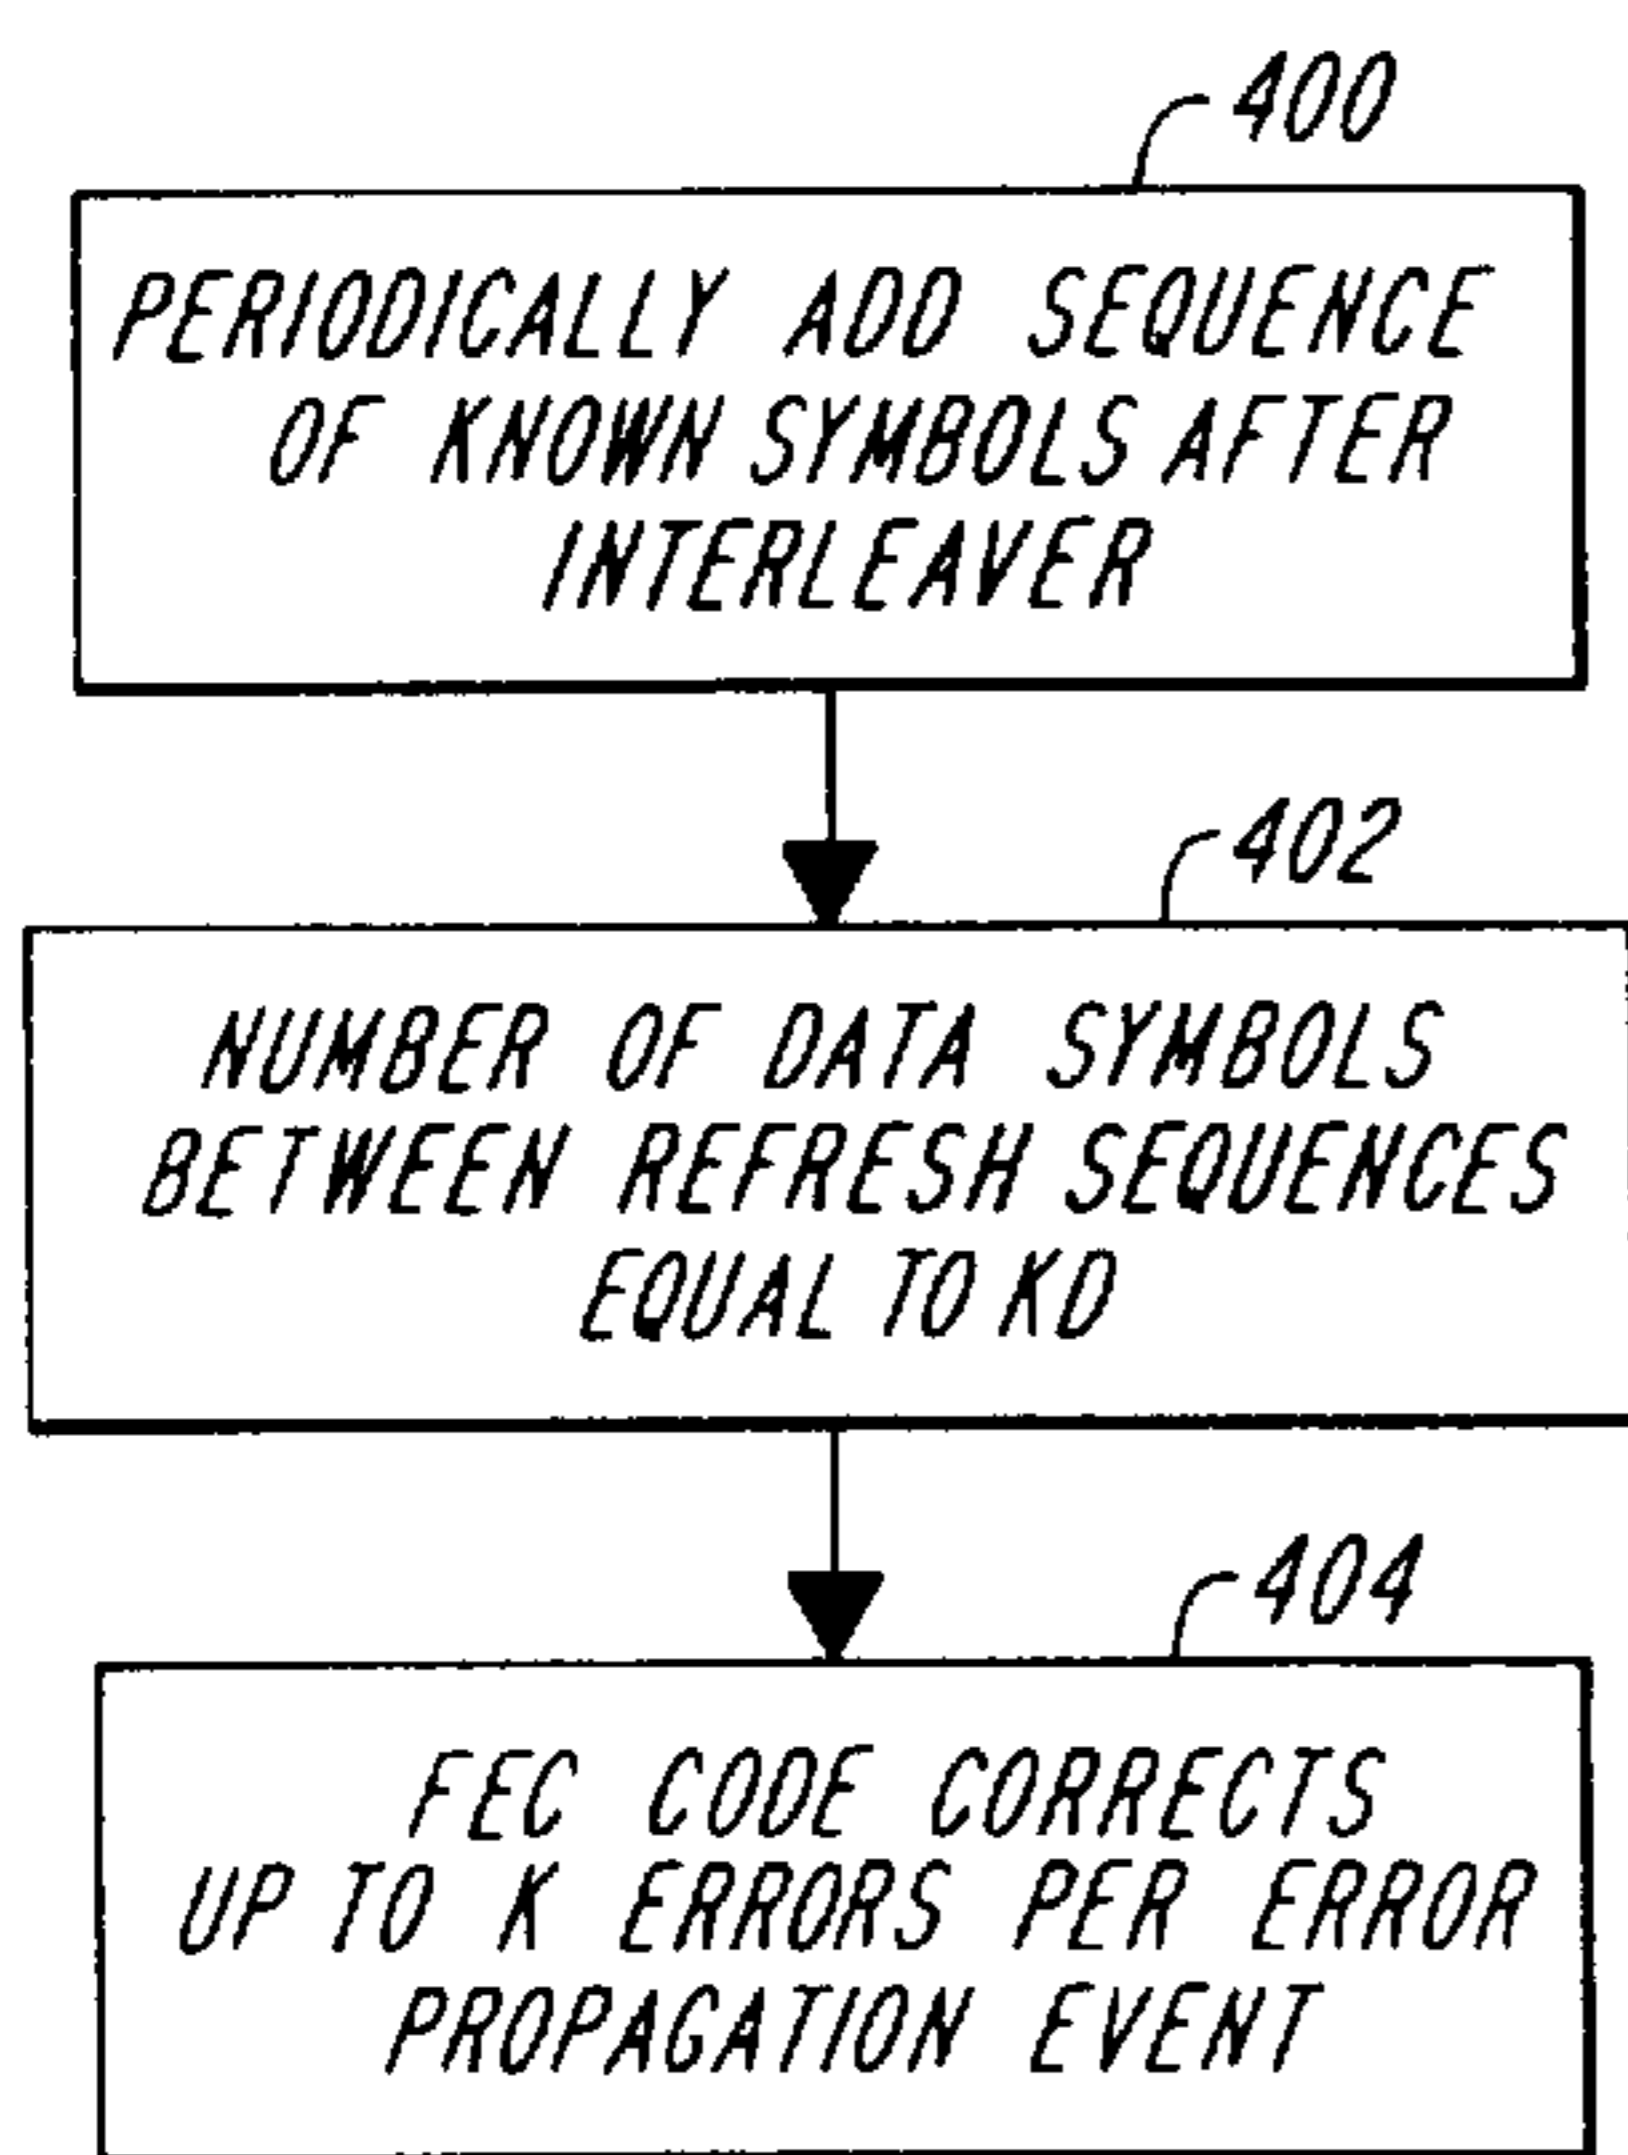 400
PERIODICALLY ADD SEQUENCE
OF KNOWN SYMBOLS AFTER
INTERLEAVER
402
NUMBER OF DATA SYMBOLS
BETWEEN REFRESH SEQUENCES
EQUAL TO KD
404
FEC CODE CORRECTS
UP TO K ERRORS PER ERROR
PROPAGATION EVENT